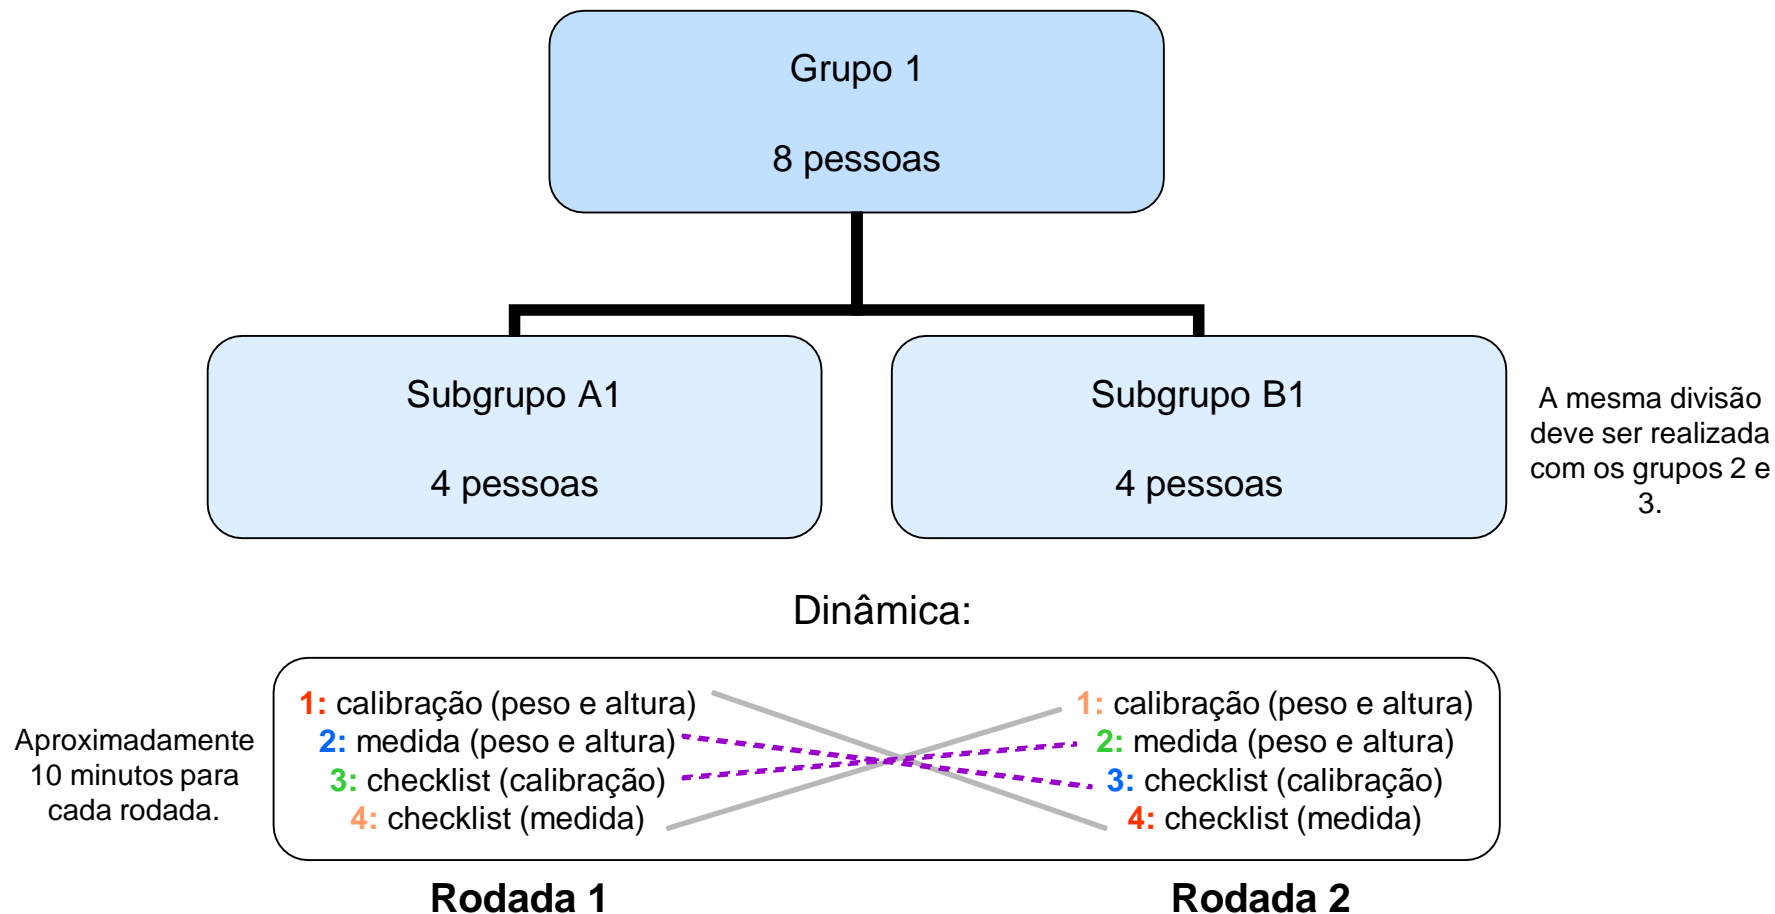 Grupo 1
8 pessoas
Subgrupo A1
4 pessoas
Subgrupo B1
4 pessoas
A mesma divisão
deve ser realizada
com os grupos 2 e
3.
Dinâmica:
Aproximadamente
10 minutos para
cada rodada.
1: calibração (peso e altura)
2: medida (peso e altura)
3: checklist (calibração)
4: checklist (medida)
1: calibração (peso e altura)
2: medida (peso e altura)
3: checklist (calibração)
4: checklist (medida)
Rodada 1
Rodada 2